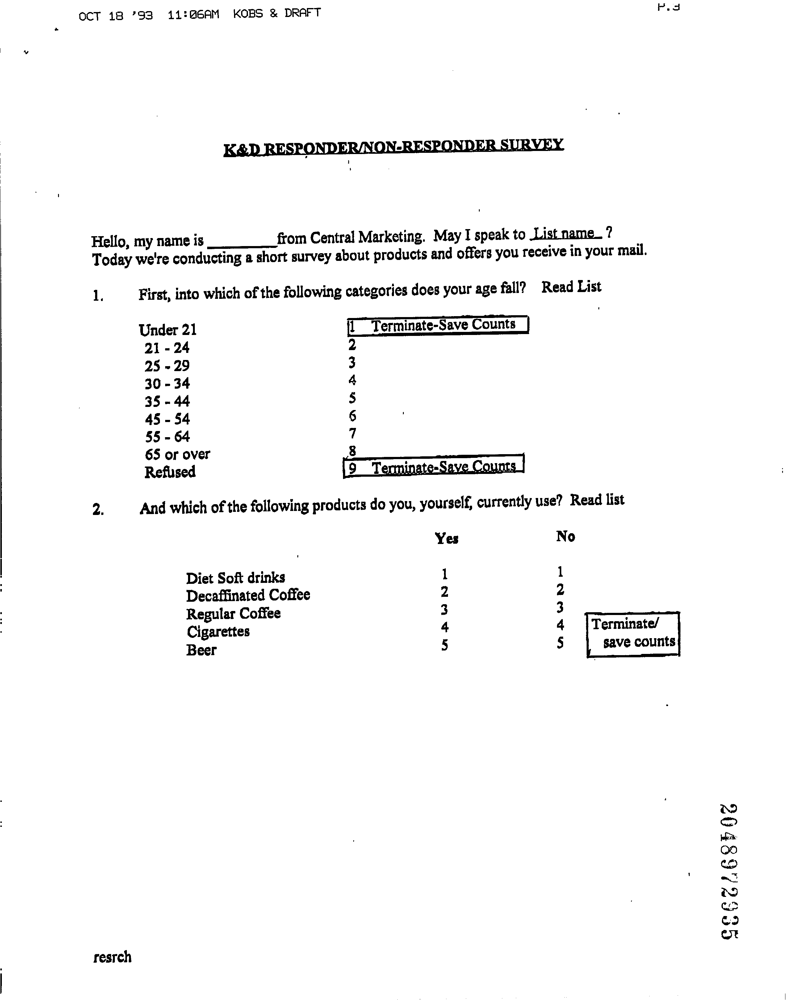 OCT 18 '93 11:06AM KOBS & DRAFT P.3
K&D RESPONDER/NON-RESPONDER SURVEY
Hello, my name is ________ from Central Marketing. May I speak to List name ?
Today we're conducting a short survey about products and offers you receive in your mail.
1. First, into which of the following categories does your age fall? Read List
Under 21 1 Terminate-Save Counts
21 - 24 2
25 - 29 3
30 - 34 4
35 - 44 5
45 - 54 6
55 - 64 7
65 or over 8
Refused 9 Terminate-Save Counts
2. And which of the following products do you, yourself, currently use? Read list
Yes No
Diet Soft drinks 1 1
Decaffinated Coffee 2 2
Regular Coffee 3 3
Cigarettes 4 4 Terminate/
Beer 5 5 save counts
2048972935
resrch